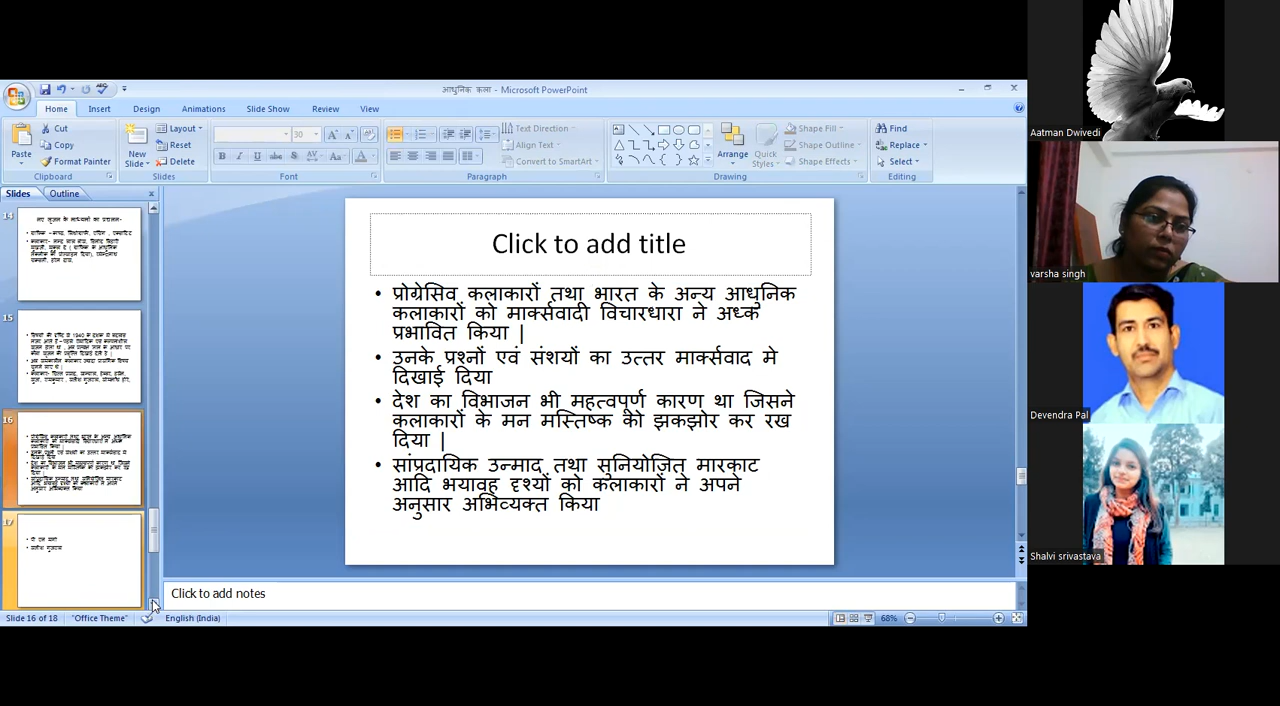 आधुनिक कला - Microsoft PowerPoint
Home Insert Design Animations Slide Show Review View
Paste
Cut
Copy
Format Painter
Clipboard
New Slide
Layout
Reset
Delete
Slides
30
Font
Paragraph
Text Direction
Align Text
Convert to SmartArt
Arrange
Quick Styles
Shape Fill
Shape Outline
Shape Effects
Drawing
Find
Replace
Select
Editing
Slides Outline
14
15
16
17
Click to add title
• प्रोग्रेसिव कलाकारों तथा भारत के अन्य आधुनिक
कलाकारों को मार्क्सवादी विचारधारा ने अध्क
प्रभावित किया |
• उनके प्रश्नों एवं संशयों का उत्तर मार्क्सवाद मे
दिखाई दिया
• देश का विभाजन भी महत्वपूर्ण कारण था जिसने
कलाकारों के मन मस्तिष्क को झकझोर कर रख
दिया |
• सांप्रदायिक उन्माद तथा सुनियोजित मारकाट
आदि भयावह दृश्यों को कलाकारों ने अपने
अनुसार अभिव्यक्त किया
Click to add notes
Slide 16 of 18 "Office Theme" English (India) 68%
Aatman Dwivedi
varsha singh
Devendra Pal
Shalvi srivastava